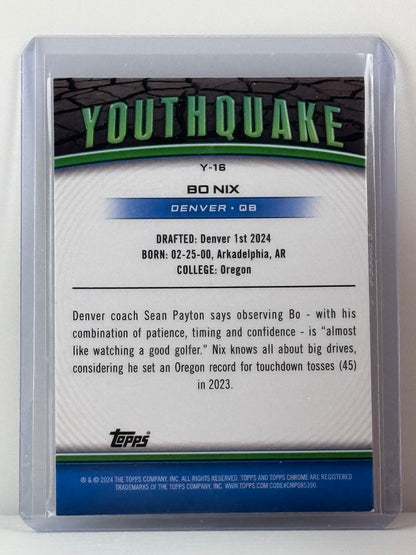 YOUTHQUAKE
Y-16
BO NIX
DENVER • QB
DRAFTED: Denver 1st 2024
BORN: 02-25-00, Arkadelphia, AR
COLLEGE: Oregon
Denver coach Sean Payton says observing Bo - with his
combination of patience, timing and confidence - is "almost
like watching a good golfer." Nix knows all about big drives,
considering he set an Oregon record for touchdown tosses (45)
in 2023.
Topps
® & © 2024 THE TOPPS COMPANY, INC. ALL RIGHTS RESERVED. TOPPS AND TOPPS CHROME ARE REGISTERED
TRADEMARKS OF THE TOPPS COMPANY, INC. WWW.TOPPS.COM CODE#CMP085390.